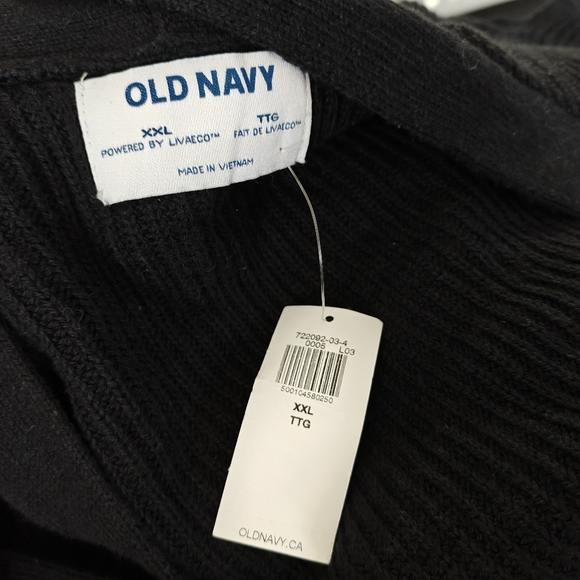 OLD NAVY
XXL TTG
POWERED BY LIVAECO™ FAIT DE LIVAECO™
MADE IN VIETNAM
722092-03-4
0005 L03
500104580250
XXL
TTG
OLDNAVY.CA